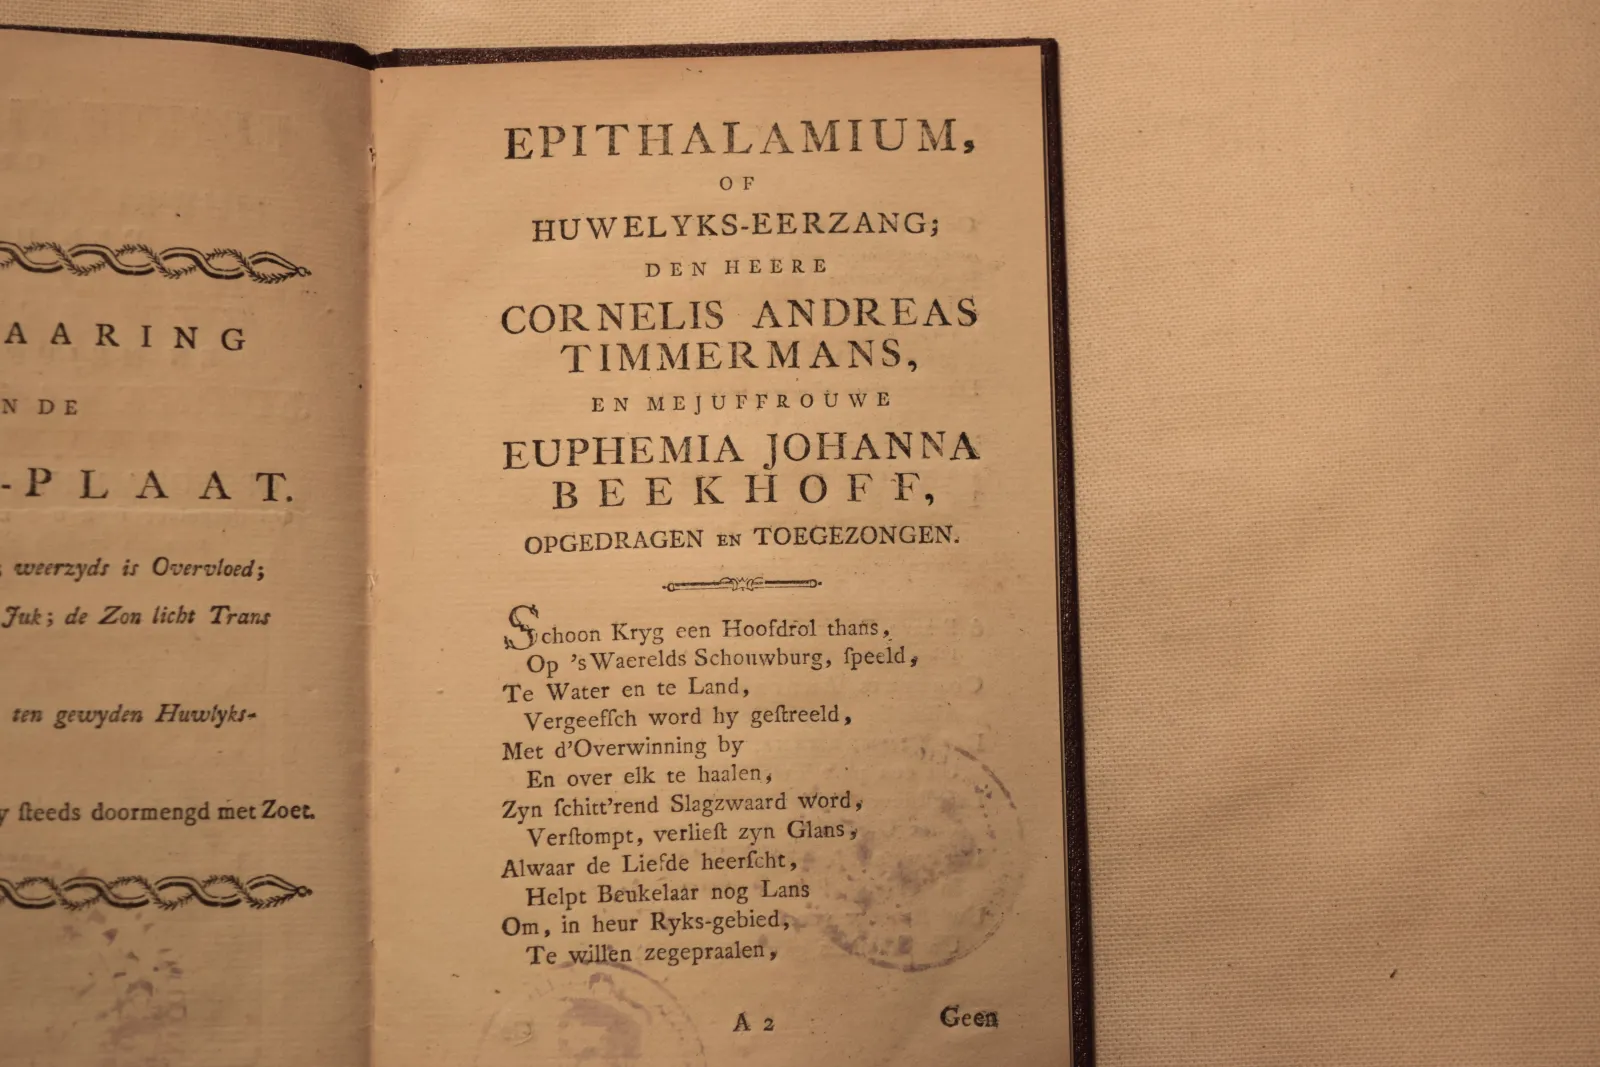 AARING
N DE
-PLAAT.
; weerzyds is Overvloed;
Juk; de Zon licht Trans
ten gewyden Huwlyks-
y ſteeds doormengd met Zoet.
EPITHALAMIUM,
OF
HUWELYKS-EERZANG;
DEN HEERE
CORNELIS ANDREAS
TIMMERMANS,
EN MEJUFFROUWE
EUPHEMIA JOHANNA
BEEKHOFF,
OPGEDRAGEN EN TOEGEZONGEN.
Schoon Kryg een Hoofdrol thans,
Op 's Waerelds Schouwburg, ſpeeld,
Te Water en te Land,
Vergeefſch word hy geſtreeld,
Met d'Overwinning by
En over elk te haalen,
Zyn ſchitt'rend Slagzwaard word,
Verſtompt, verlieſt zyn Glans,
Alwaar de Liefde heerſcht,
Helpt Beukelaar nog Lans
Om, in heur Ryks-gebied,
Te willen zegepraalen,
A 2
Geen